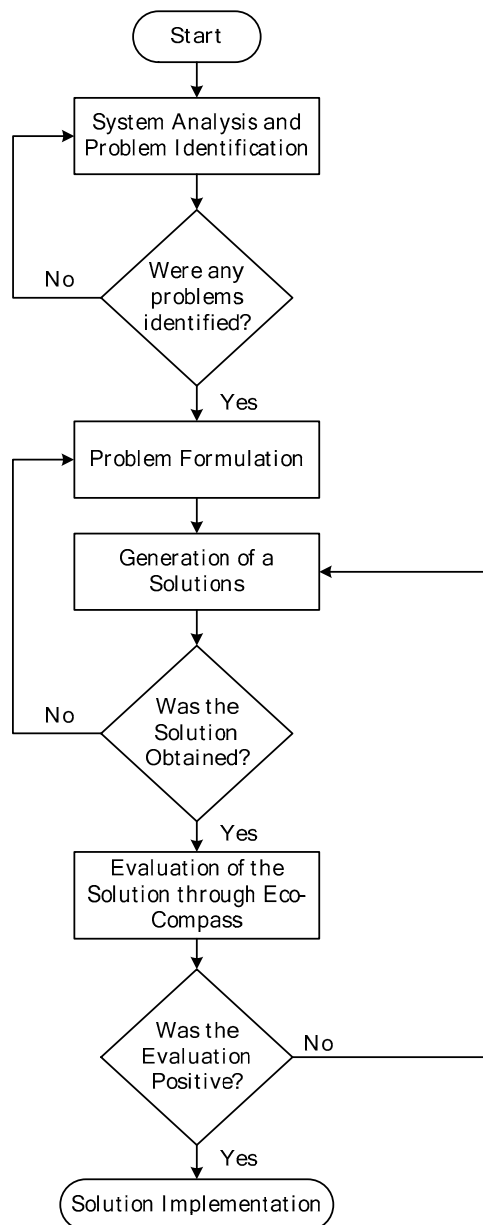 Start
System Analysis and
Problem Identification
No
Were any
problems
identified?
Yes
Problem Formulation
Generation of a
Solutions
No
Was the
Solution
Obtained?
Yes
Evaluation of the
Solution through Eco-
Compass
Was the
Evaluation
Positive?
No
Yes
Solution Implementation